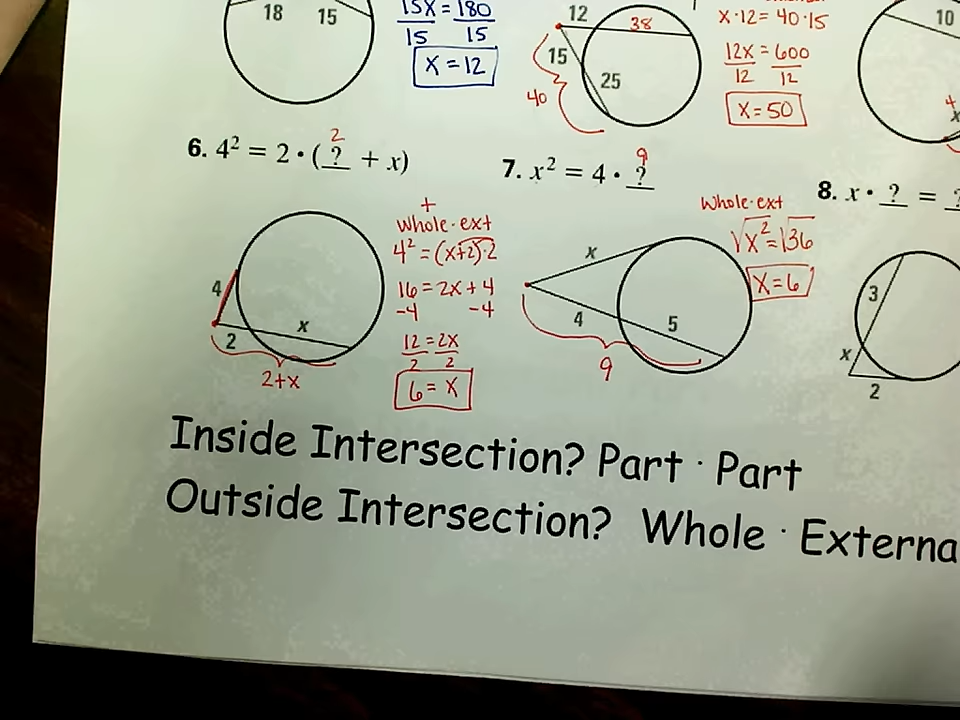 18 15
15x = 180
15 15
x = 12
12 38
15
25
40
x·12 = 40·15
12x = 600
12 12
x = 50
10
x
6. 4² = 2 • ( ? + x)
2
7. x² = 4 • ?
9
8. x • ? = ?
4
2
x
2+x
+
whole·ext
4² = (x+2)·2
16 = 2x + 4
-4 -4
12 = 2x
2 2
6 = x
x
4
5
9
whole·ext
√x² = √36
x = 6
3
x
2
Inside Intersection? Part · Part
Outside Intersection? Whole · Externa